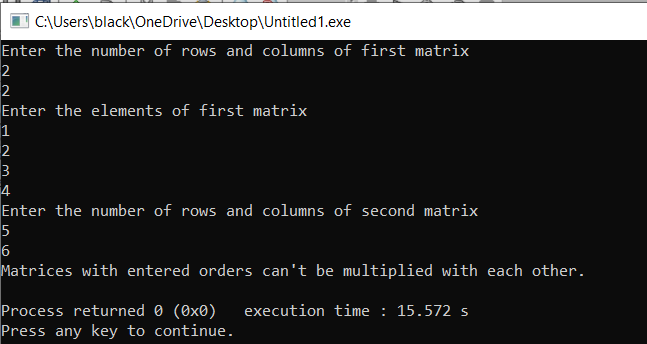 C:\Users\black\OneDrive\Desktop\Untitled1.exe
Enter the number of rows and columns of first matrix
2
2
Enter the elements of first matrix
1
2
3
4
Enter the number of rows and columns of second matrix
5
6
Matrices with entered orders can't be multiplied with each other.
Process returned 0 (0x0)   execution time : 15.572 s
Press any key to continue.